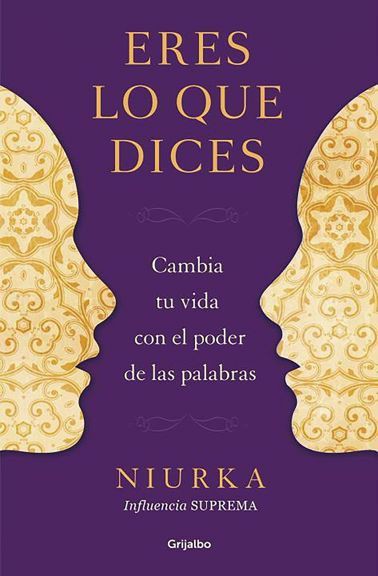 ERES
LO QUE
DICES
Cambia
tu vida
con el poder
de las palabras
NIURKA
Influencia SUPREMA
Grijalbo